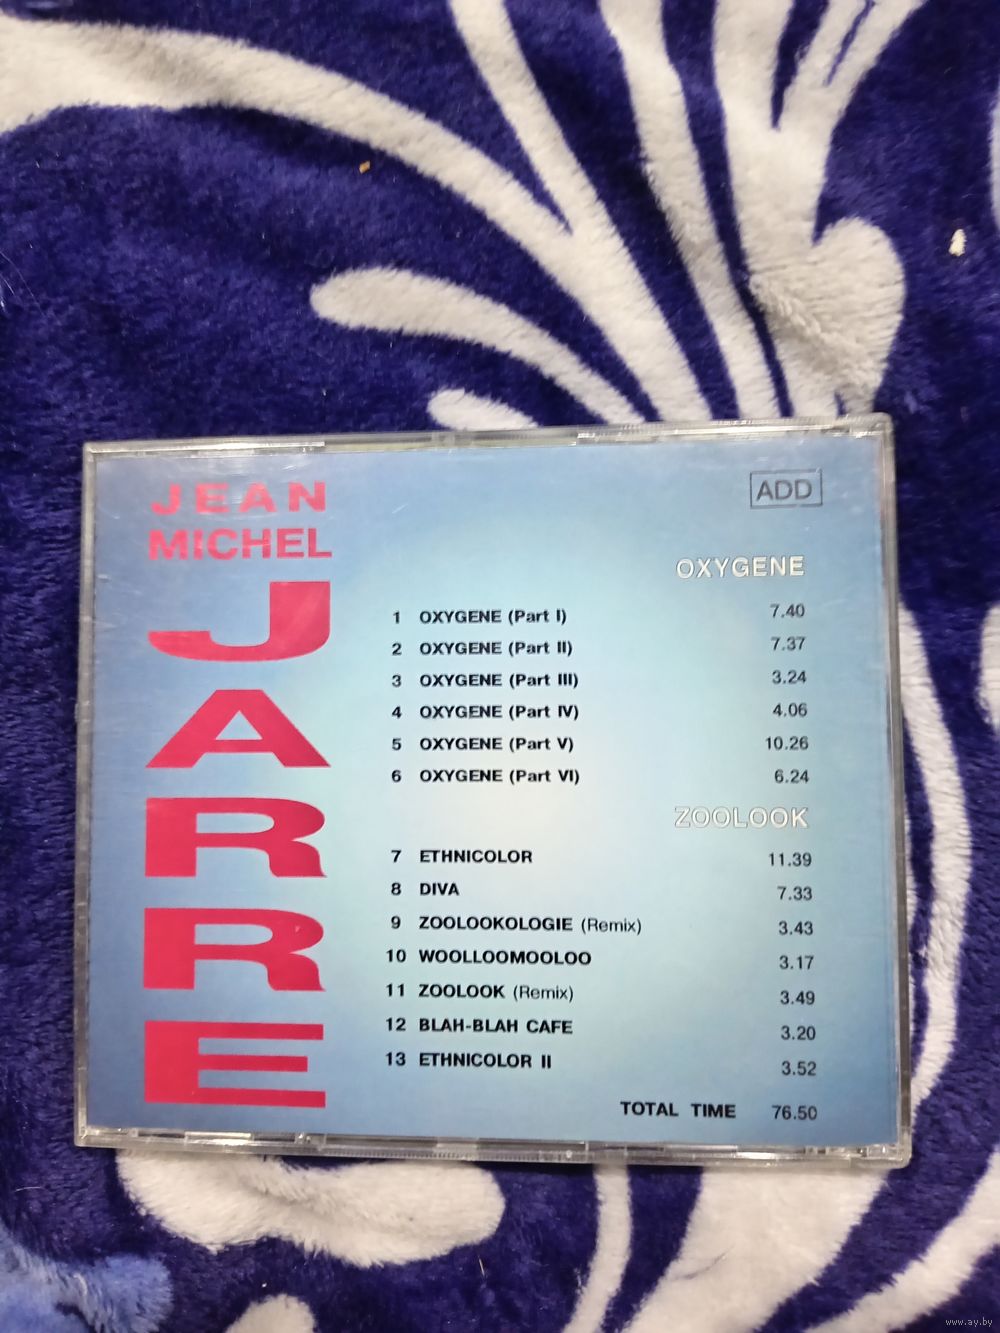 JEAN
MICHEL
JARRE
ADD
OXYGENE
1 OXYGENE (Part I) 7.40
2 OXYGENE (Part II) 7.37
3 OXYGENE (Part III) 3.24
4 OXYGENE (Part IV) 4.06
5 OXYGENE (Part V) 10.26
6 OXYGENE (Part VI) 6.24
ZOOLOOK
7 ETHNICOLOR 11.39
8 DIVA 7.33
9 ZOOLOOKOLOGIE (Remix) 3.43
10 WOOLLOOMOOLOO 3.17
11 ZOOLOOK (Remix) 3.49
12 BLAH-BLAH CAFE 3.20
13 ETHNICOLOR II 3.52
TOTAL TIME 76.50
www.ay.by